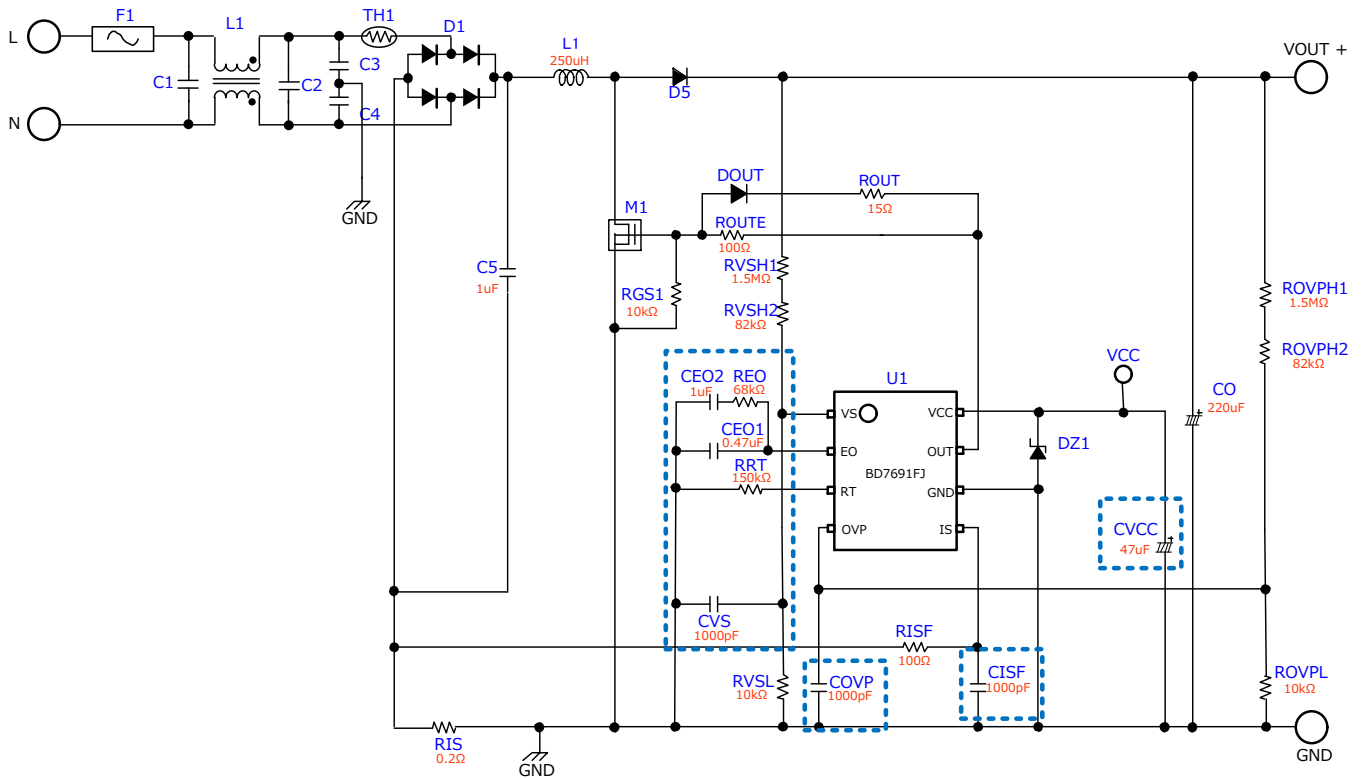 F1
L1
TH1
D1
L
L1
250uH
VOUT +
C3
C1
C2
D5
C4
N
DOUT
ROUT
15Ω
M1
GND
ROUTE
100Ω
RVSH1
1.5MΩ
C5
1uF
RGS1
10kΩ
RVSH2
82kΩ
ROVPH1
1.5MΩ
ROVPH2
82kΩ
VCC
CEO2
1uF
REO
68kΩ
U1
CO
220uF
VS
VCC
CEO1
0.47uF
EO
OUT
DZ1
RRT
150kΩ
BD7691FJ
RT
GND
OVP
IS
CVCC
47uF
CVS
1000pF
RISF
100Ω
RVSL
10kΩ
COVP
1000pF
CISF
1000pF
ROVPL
10kΩ
RIS
0.2Ω
GND
GND